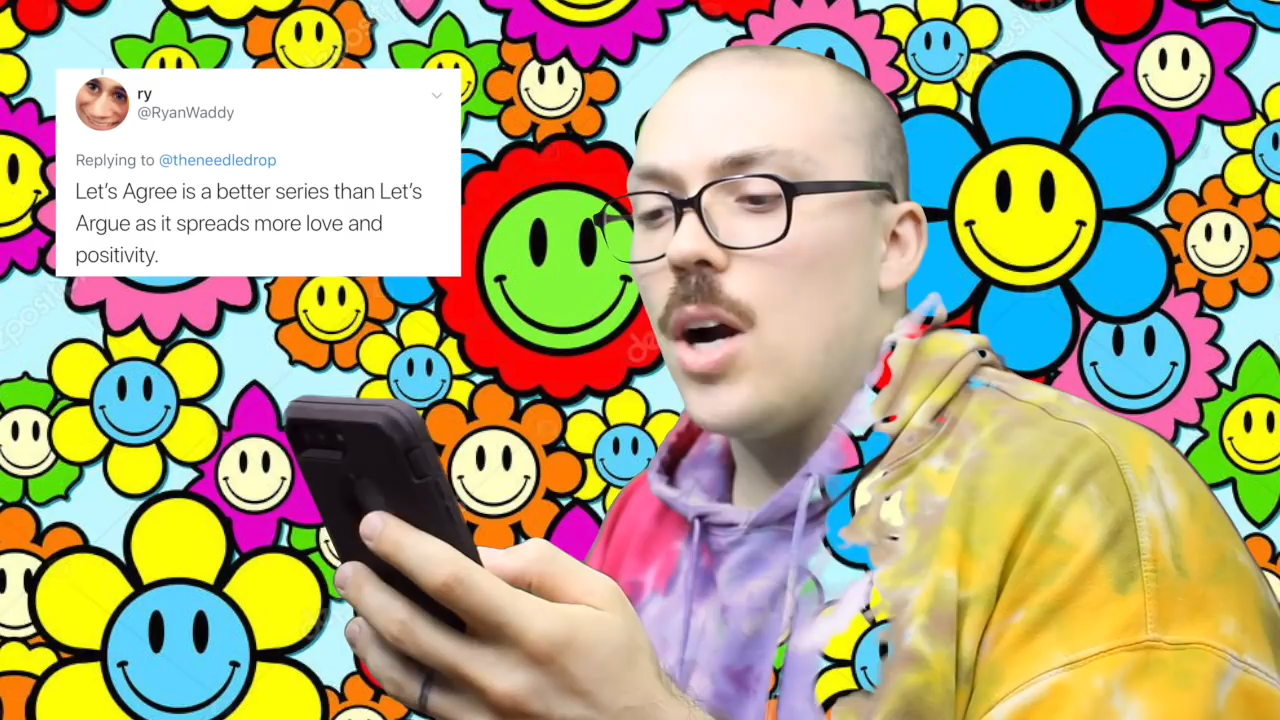 ry
@RyanWaddy
Replying to @theneedledrop
Let’s Agree is a better series than Let’s
Argue as it spreads more love and
positivity.